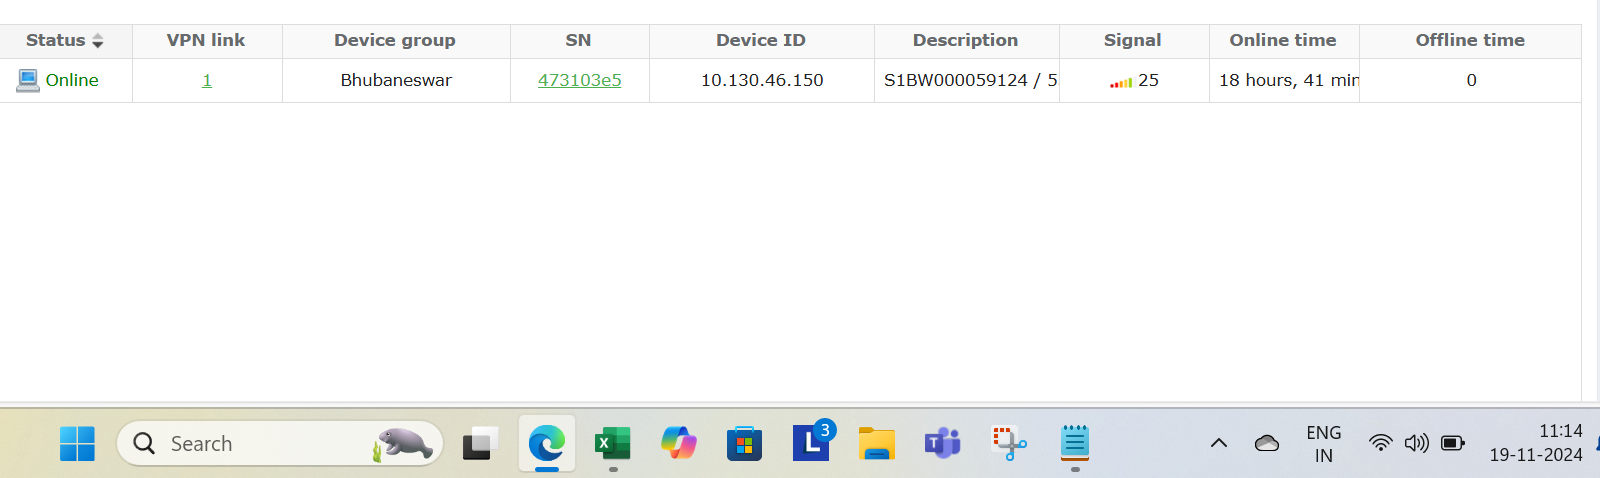 Status VPN link Device group SN Device ID Description Signal Online time Offline time
Online 1 Bhubaneswar 473103e5 10.130.46.150 S1BW000059124 / 5 25 18 hours, 41 min 0
Search
X
L
3
T
ENG
IN
11:14
19-11-2024